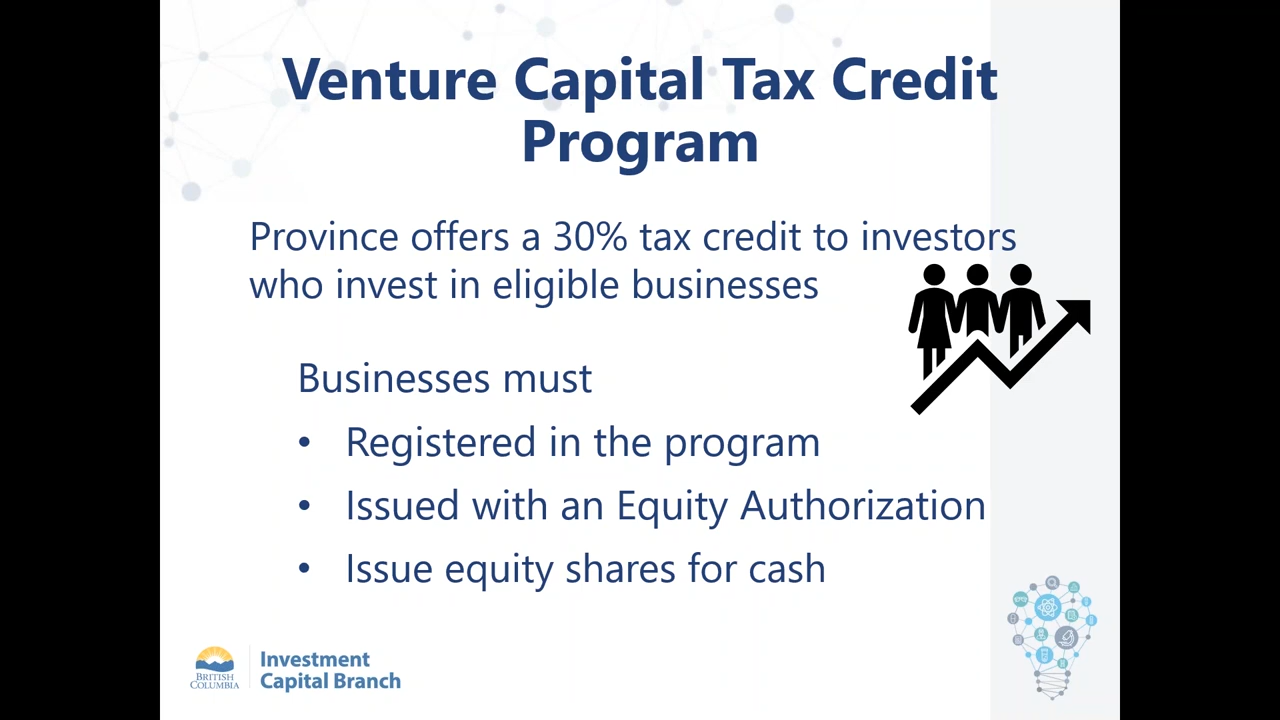 Venture Capital Tax Credit
Program
Province offers a 30% tax credit to investors
who invest in eligible businesses
Businesses must
• Registered in the program
• Issued with an Equity Authorization
• Issue equity shares for cash
BRITISH
COLUMBIA
Investment
Capital Branch